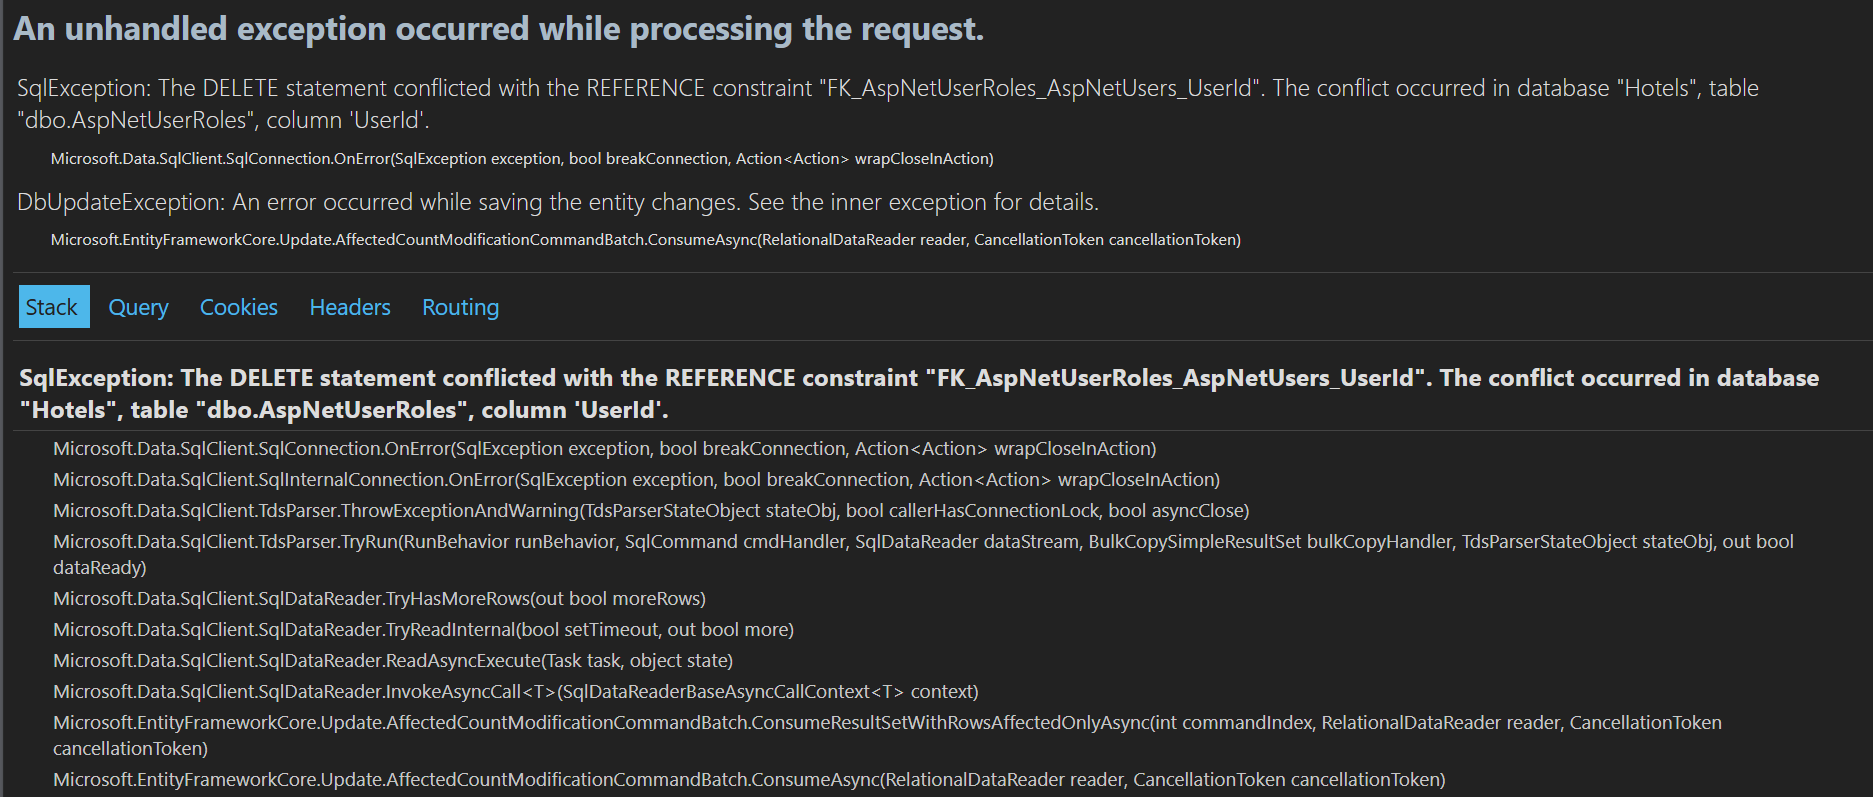 An unhandled exception occurred while processing the request.
SqlException: The DELETE statement conflicted with the REFERENCE constraint "FK_AspNetUserRoles_AspNetUsers_UserId". The conflict occurred in database "Hotels", table
"dbo.AspNetUserRoles", column 'UserId'.
Microsoft.Data.SqlClient.SqlConnection.OnError(SqlException exception, bool breakConnection, Action<Action> wrapCloseInAction)
DbUpdateException: An error occurred while saving the entity changes. See the inner exception for details.
Microsoft.EntityFrameworkCore.Update.AffectedCountModificationCommandBatch.ConsumeAsync(RelationalDataReader reader, CancellationToken cancellationToken)
Stack Query Cookies Headers Routing
SqlException: The DELETE statement conflicted with the REFERENCE constraint "FK_AspNetUserRoles_AspNetUsers_UserId". The conflict occurred in database
"Hotels", table "dbo.AspNetUserRoles", column 'UserId'.
Microsoft.Data.SqlClient.SqlConnection.OnError(SqlException exception, bool breakConnection, Action<Action> wrapCloseInAction)
Microsoft.Data.SqlClient.SqlInternalConnection.OnError(SqlException exception, bool breakConnection, Action<Action> wrapCloseInAction)
Microsoft.Data.SqlClient.TdsParser.ThrowExceptionAndWarning(TdsParserStateObject stateObj, bool callerHasConnectionLock, bool asyncClose)
Microsoft.Data.SqlClient.TdsParser.TryRun(RunBehavior runBehavior, SqlCommand cmdHandler, SqlDataReader dataStream, BulkCopySimpleResultSet bulkCopyHandler, TdsParserStateObject stateObj, out bool
dataReady)
Microsoft.Data.SqlClient.SqlDataReader.TryHasMoreRows(out bool moreRows)
Microsoft.Data.SqlClient.SqlDataReader.TryReadInternal(bool setTimeout, out bool more)
Microsoft.Data.SqlClient.SqlDataReader.ReadAsyncExecute(Task task, object state)
Microsoft.Data.SqlClient.SqlDataReader.InvokeAsyncCall<T>(SqlDataReaderBaseAsyncCallContext<T> context)
Microsoft.EntityFrameworkCore.Update.AffectedCountModificationCommandBatch.ConsumeResultSetWithRowsAffectedOnlyAsync(int commandIndex, RelationalDataReader reader, CancellationToken
cancellationToken)
Microsoft.EntityFrameworkCore.Update.AffectedCountModificationCommandBatch.ConsumeAsync(RelationalDataReader reader, CancellationToken cancellationToken)